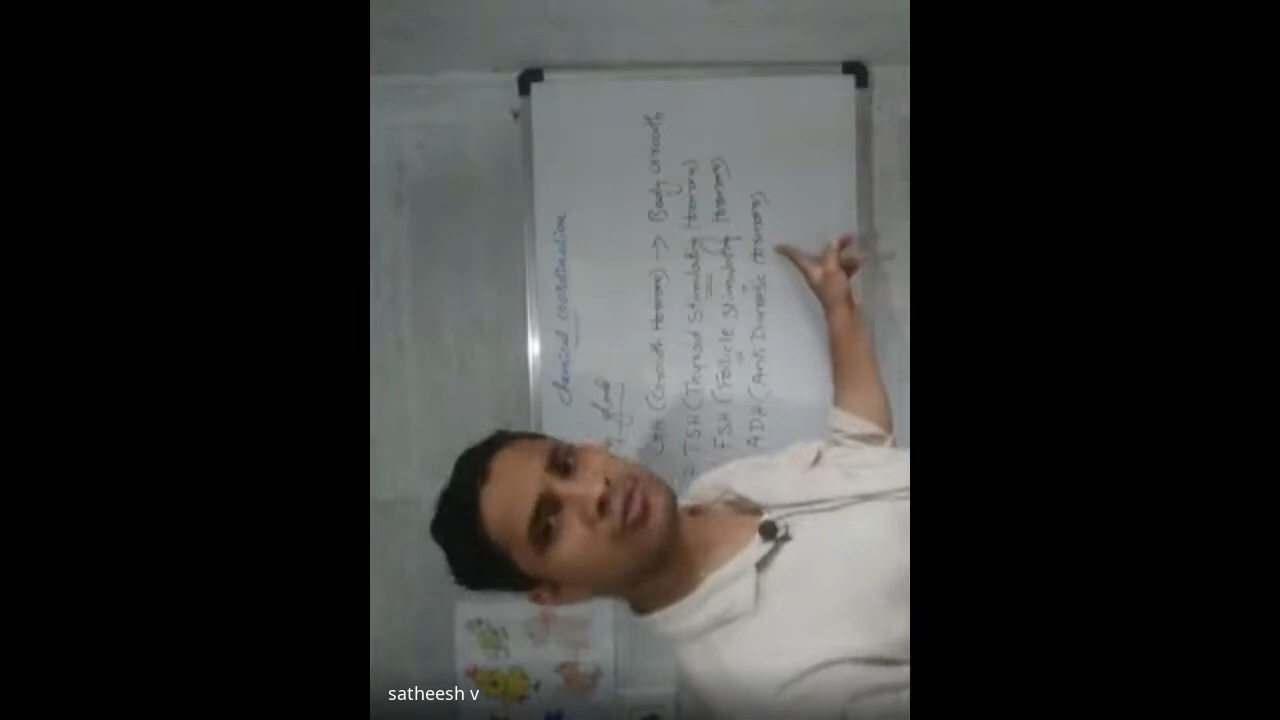 chemical coordination
gland
GH (Growth Hormone) → Body Growth
⇒ TSH (Thyroid Stimulating Hormone)
FSH (Follicle Stimulating Hormone)
ADH (Anti Diuretic Hormone)
satheesh v